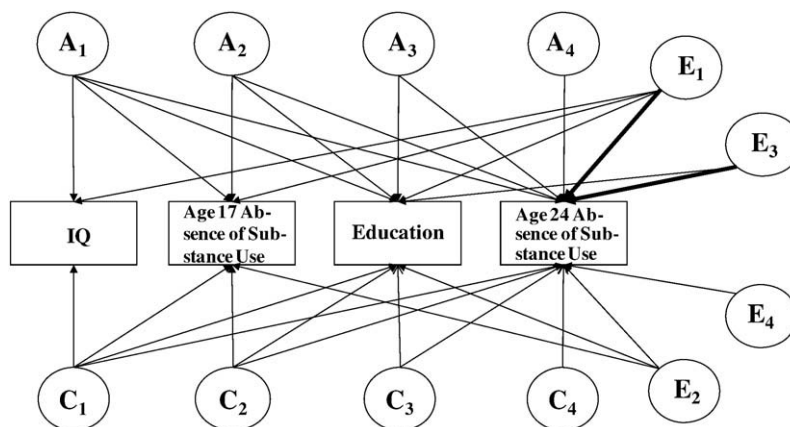 A1
A2
A3
A4
E1
E3
IQ
Age 17 Ab-
sence of Sub-
stance Use
Education
Age 24 Ab-
sence of Sub-
stance Use
E4
C1
C2
C3
C4
E2